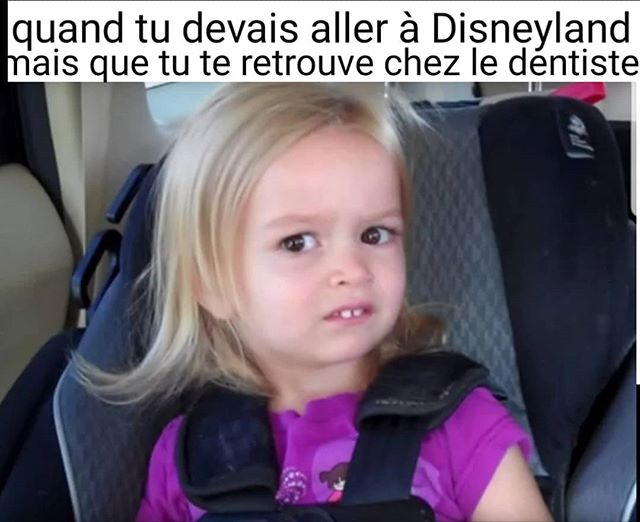 quand tu devais aller à Disneyland
mais que tu te retrouve chez le dentiste